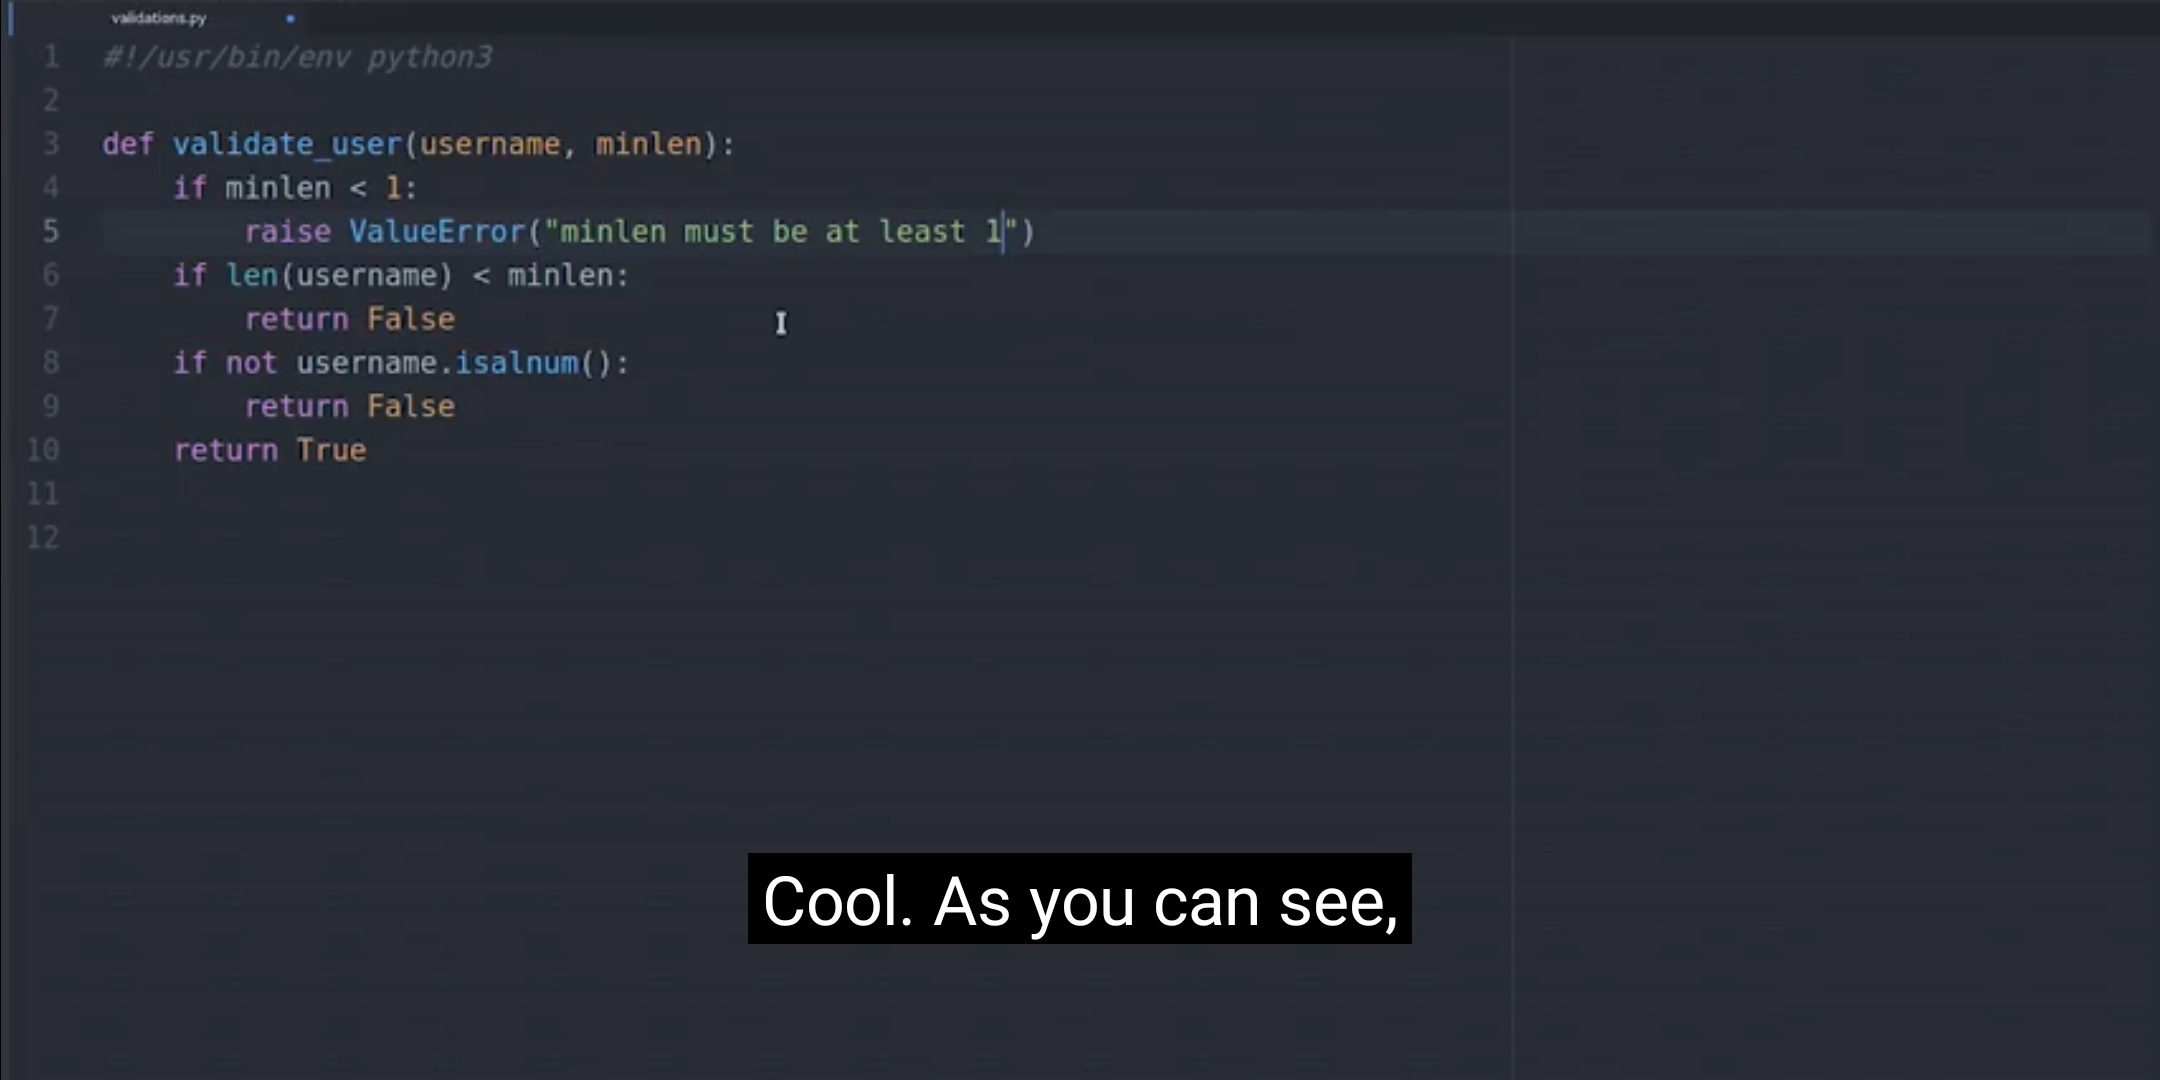 validations.py
1 #!/usr/bin/env python3
2
3 def validate_user(username, minlen):
4     if minlen < 1:
5         raise ValueError("minlen must be at least 1")
6     if len(username) < minlen:
7         return False
8     if not username.isalnum():
9         return False
10     return True
11
12
Cool. As you can see,